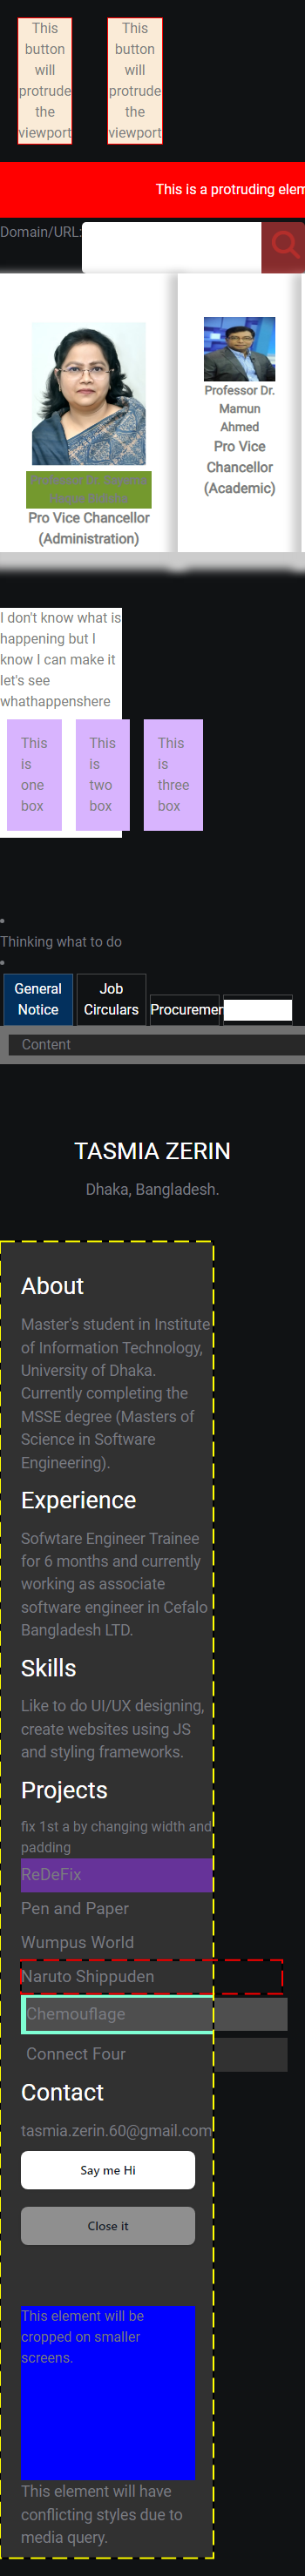 This
button
will
protrude
the
viewport
This
button
will
protrude
the
viewport
This is a protruding elem
Domain/URL:
Professor Dr. Sayema
Haque Bidisha
Pro Vice Chancellor
(Administration)
Professor Dr.
Mamun
Ahmed
Pro Vice
Chancellor
(Academic)
I don't know what is
happening but I
know I can make it
let's see
whathappenshere
This
is
one
box
This
is
two
box
This
is
three
box
Thinking what to do
General
Notice
Job
Circulars
Procuremen
Content
TASMIA ZERIN
Dhaka, Bangladesh.
About
Master's student in Institute
of Information Technology,
University of Dhaka.
Currently completing the
MSSE degree (Masters of
Science in Software
Engineering).
Experience
Sofwtare Engineer Trainee
for 6 months and currently
working as associate
software engineer in Cefalo
Bangladesh LTD.
Skills
Like to do UI/UX designing,
create websites using JS
and styling frameworks.
Projects
fix 1st a by changing width and
padding
ReDeFix
Pen and Paper
Wumpus World
Naruto Shippuden
Chemouflage
Connect Four
Contact
tasmia.zerin.60@gmail.com
Say me Hi
Close it
This element will be
cropped on smaller
screens.
This element will have
conflicting styles due to
media query.